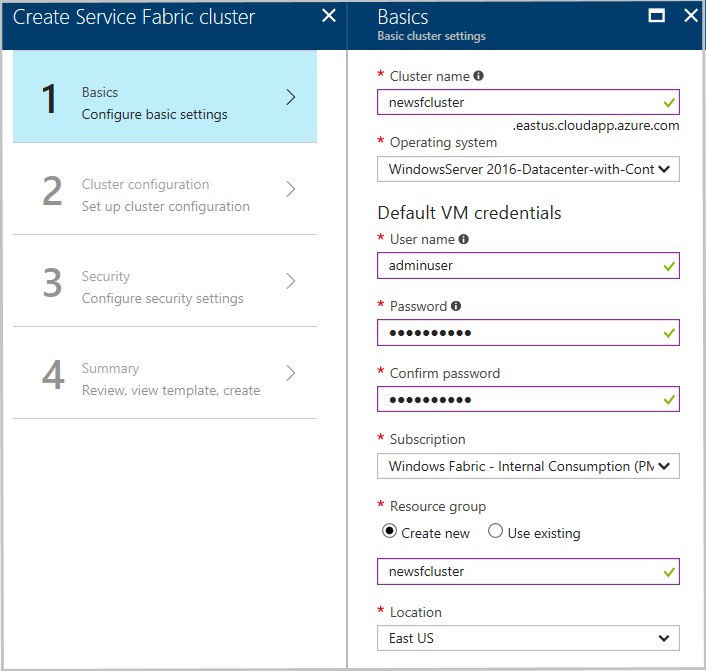 Create Service Fabric cluster
1
Basics
Configure basic settings
2
Cluster configuration
Set up cluster configuration
3
Security
Configure security settings
4
Summary
Review, view template, create
Basics
Basic cluster settings
* Cluster name
newsfcluster
.eastus.cloudapp.azure.com
* Operating system
WindowsServer 2016-Datacenter-with-Cont
Default VM credentials
* User name
adminuser
* Password
●●●●●●●●●●
* Confirm password
●●●●●●●●●●
* Subscription
Windows Fabric - Internal Consumption (PM
* Resource group
Create new Use existing
newsfcluster
* Location
East US